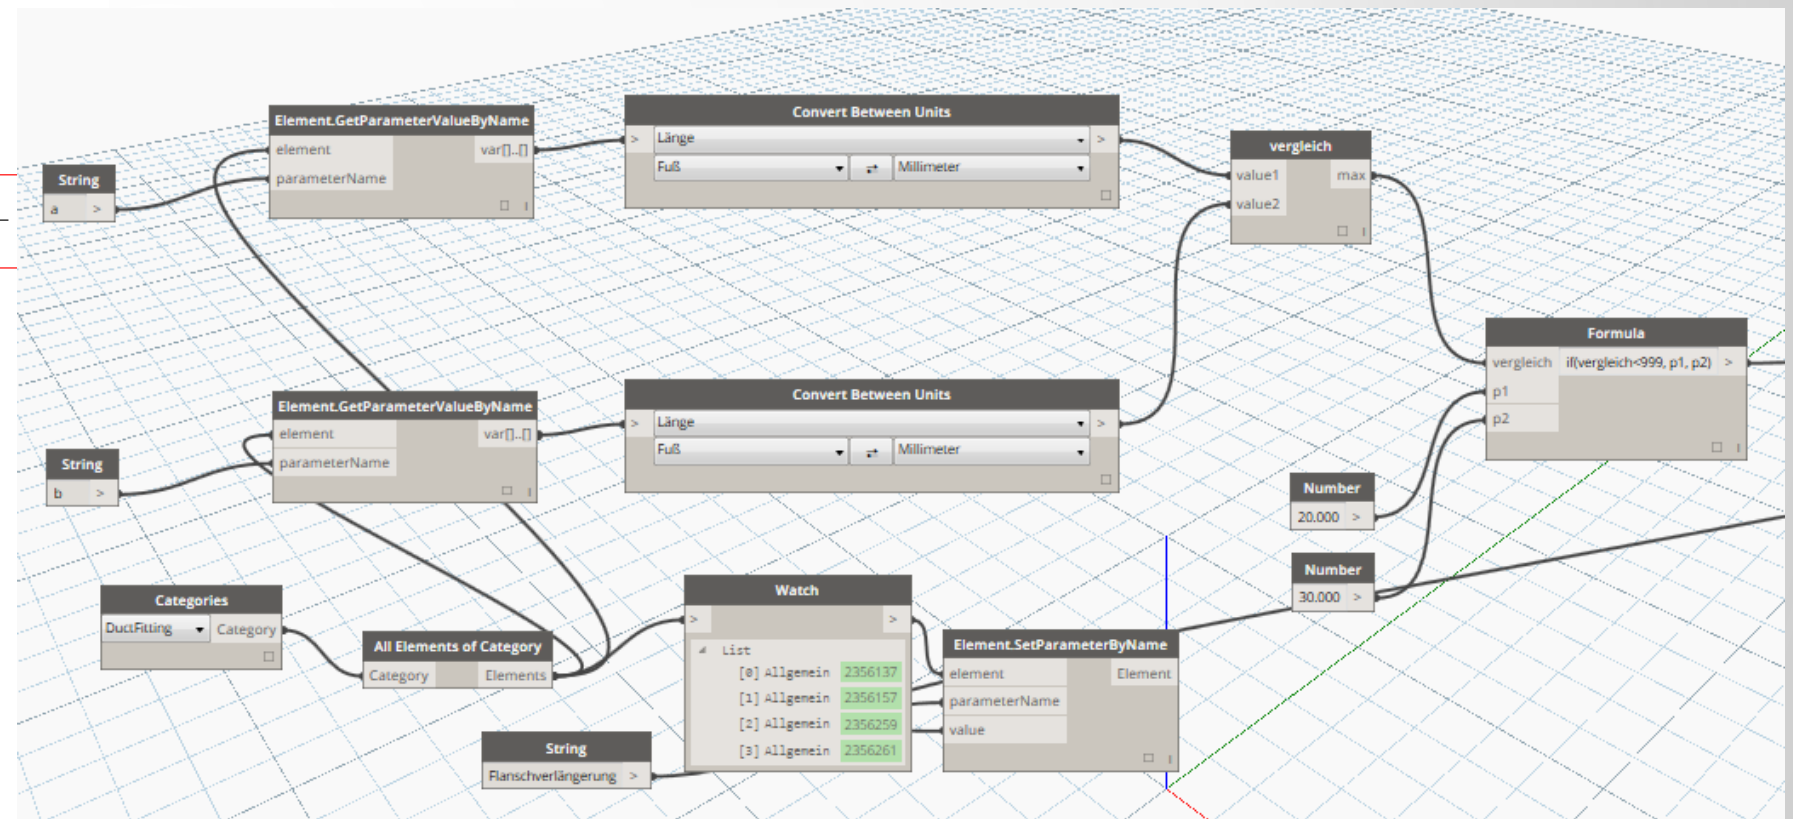 Element.GetParameterValueByName
element
var[]..[]
parameterName
String
a >
Convert Between Units
> Länge >
Fuß
Millimeter
vergleich
value1
max
value2
Formula
vergleich if(vergleich<999, p1, p2) >
p1
p2
Element.GetParameterValueByName
element
var[]..[]
parameterName
String
b >
Convert Between Units
> Länge >
Fuß
Millimeter
Number
20.000 >
Number
30.000 >
Categories
DuctFitting
Category
All Elements of Category
Category
Elements
Watch
> >
List
[0] Allgemein 2356137
[1] Allgemein 2356157
[2] Allgemein 2356259
[3] Allgemein 2356261
Element.SetParameterByName
element
Element
parameterName
value
String
Flanschverlängerung >